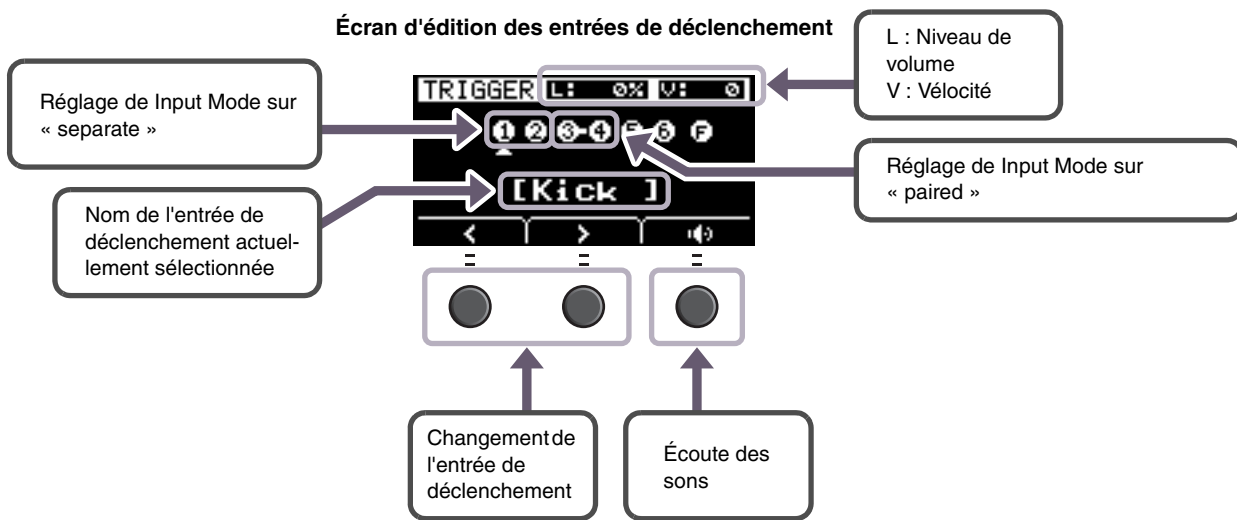 Écran d'édition des entrées de déclenchement
L : Niveau de
volume
V : Vélocité
Réglage de Input Mode sur
« separate »
TRIGGER L: 0% V: 0
1 2 3-4 5-6 F
Réglage de Input Mode sur
« paired »
[Kick ]
Nom de l'entrée de
déclenchement actuel-
lement sélectionnée
< >
Changement de
l'entrée de
déclenchement
Écoute des
sons